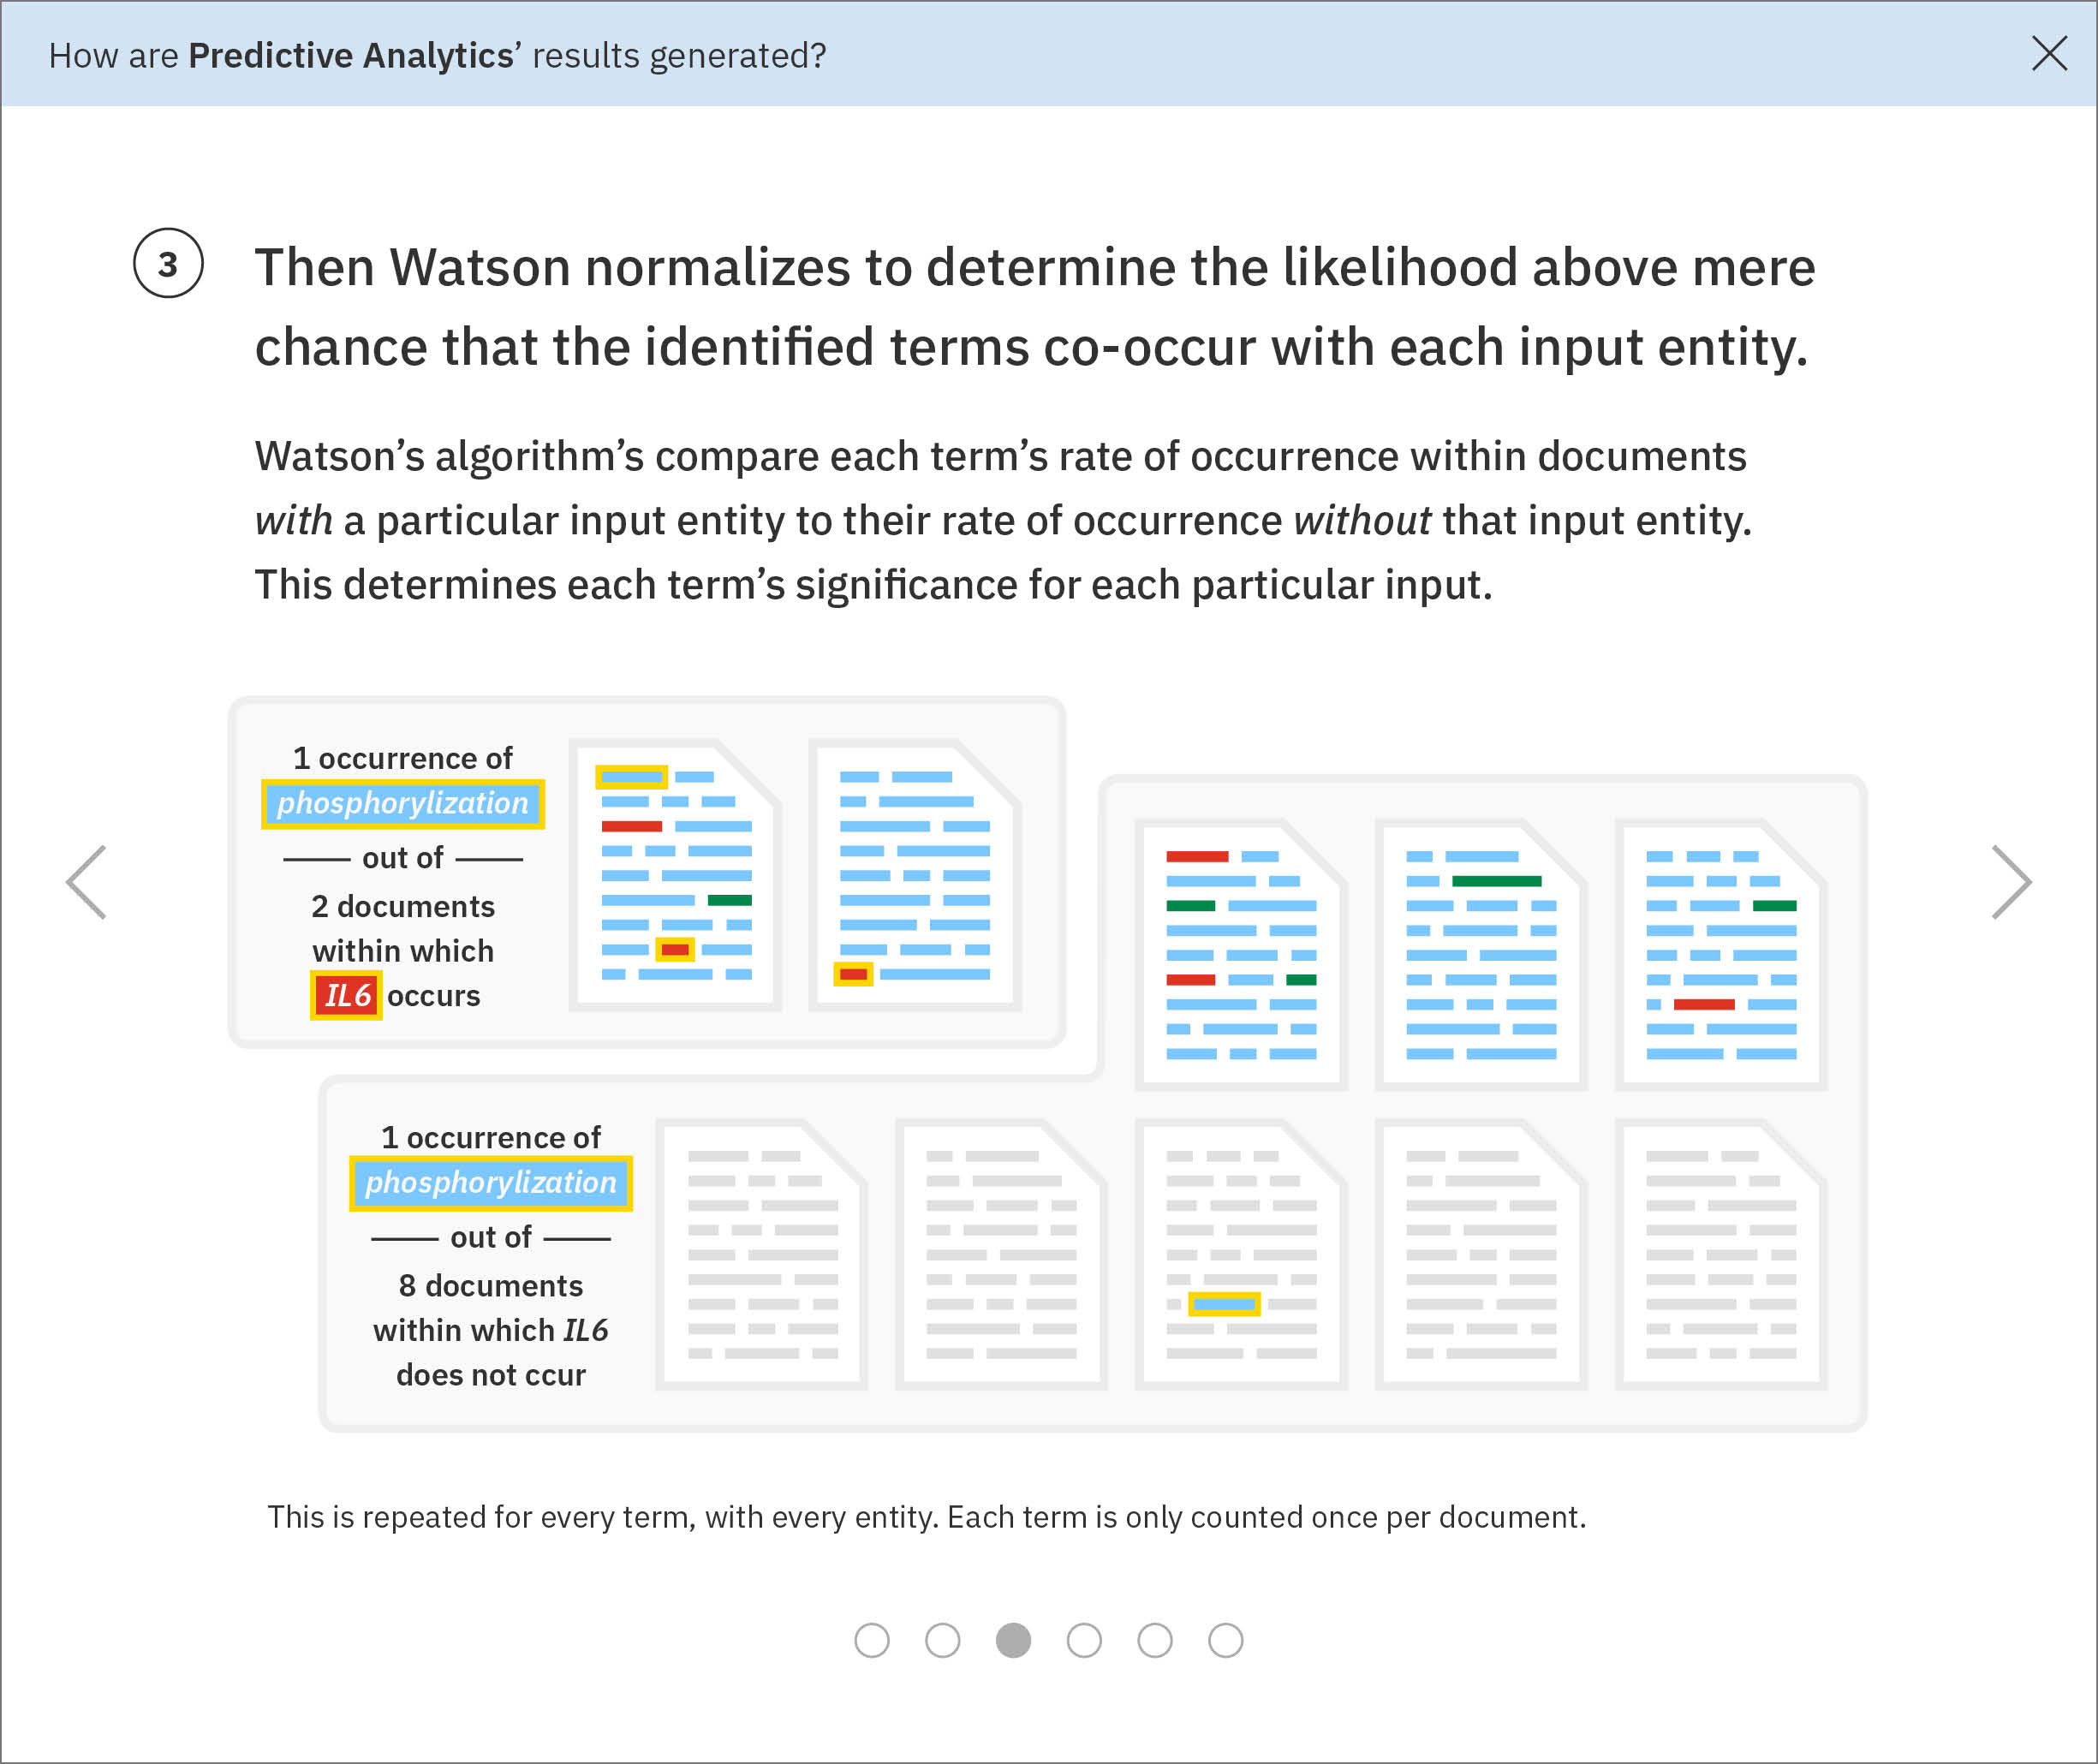 How are Predictive Analytics’ results generated?
3
Then Watson normalizes to determine the likelihood above mere
chance that the identified terms co-occur with each input entity.
Watson’s algorithm’s compare each term’s rate of occurrence within documents
with a particular input entity to their rate of occurrence without that input entity.
This determines each term’s significance for each particular input.
1 occurrence of
phosphorylization
out of
2 documents
within which
IL6 occurs
1 occurrence of
phosphorylization
out of
8 documents
within which IL6
does not ccur
This is repeated for every term, with every entity. Each term is only counted once per document.